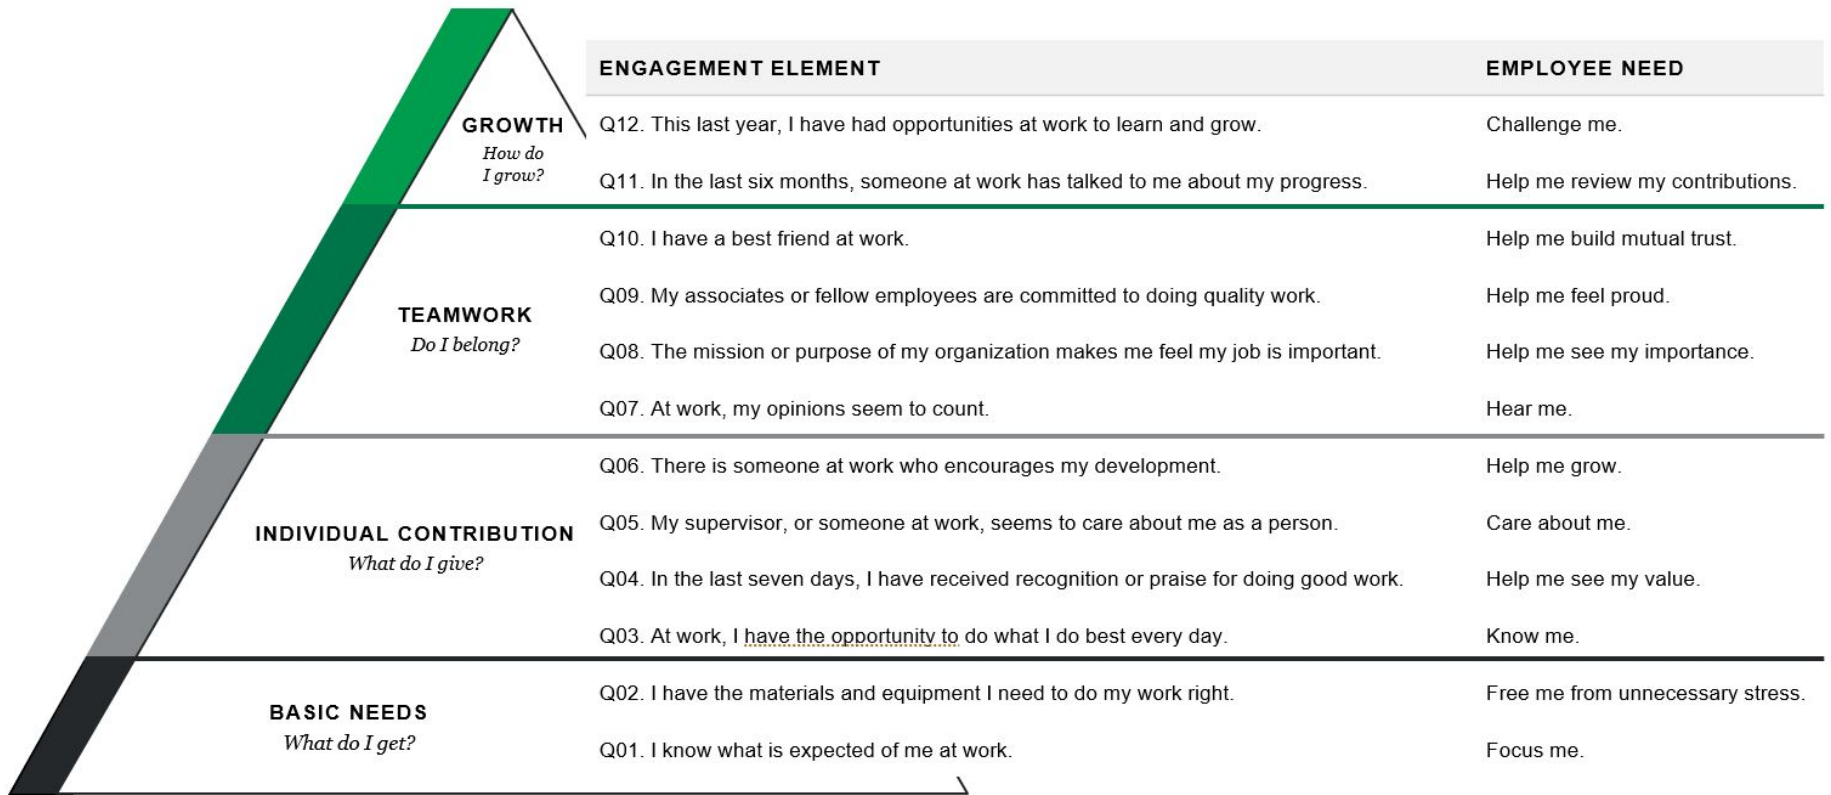 ENGAGEMENT ELEMENT EMPLOYEE NEED
GROWTH
How do
I grow?
Q12. This last year, I have had opportunities at work to learn and grow. Challenge me.
Q11. In the last six months, someone at work has talked to me about my progress. Help me review my contributions.
TEAMWORK
Do I belong?
Q10. I have a best friend at work. Help me build mutual trust.
Q09. My associates or fellow employees are committed to doing quality work. Help me feel proud.
Q08. The mission or purpose of my organization makes me feel my job is important. Help me see my importance.
Q07. At work, my opinions seem to count. Hear me.
INDIVIDUAL CONTRIBUTION
What do I give?
Q06. There is someone at work who encourages my development. Help me grow.
Q05. My supervisor, or someone at work, seems to care about me as a person. Care about me.
Q04. In the last seven days, I have received recognition or praise for doing good work. Help me see my value.
Q03. At work, I have the opportunity to do what I do best every day. Know me.
BASIC NEEDS
What do I get?
Q02. I have the materials and equipment I need to do my work right. Free me from unnecessary stress.
Q01. I know what is expected of me at work. Focus me.